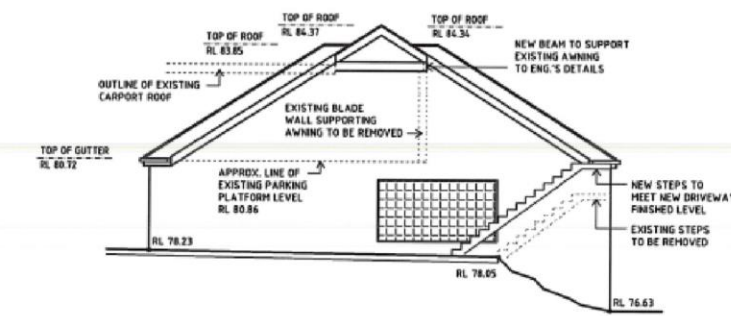 TOP OF ROOF
RL 84.37
TOP OF ROOF
RL 84.34
TOP OF ROOF
RL 83.85
NEW BEAM TO SUPPORT
EXISTING AWNING
TO ENG.'S DETAILS
OUTLINE OF EXISTING
CARPORT ROOF
EXISTING BLADE
WALL SUPPORTING
AWNING TO BE REMOVED
TOP OF GUTTER
RL 80.72
APPROX. LINE OF
EXISTING PARKING
PLATFORM LEVEL
RL 80.86
NEW STEPS TO
MEET NEW DRIVEWA
FINISHED LEVEL
EXISTING STEPS
TO BE REMOVED
RL 78.23
RL 78.05
RL 76.63